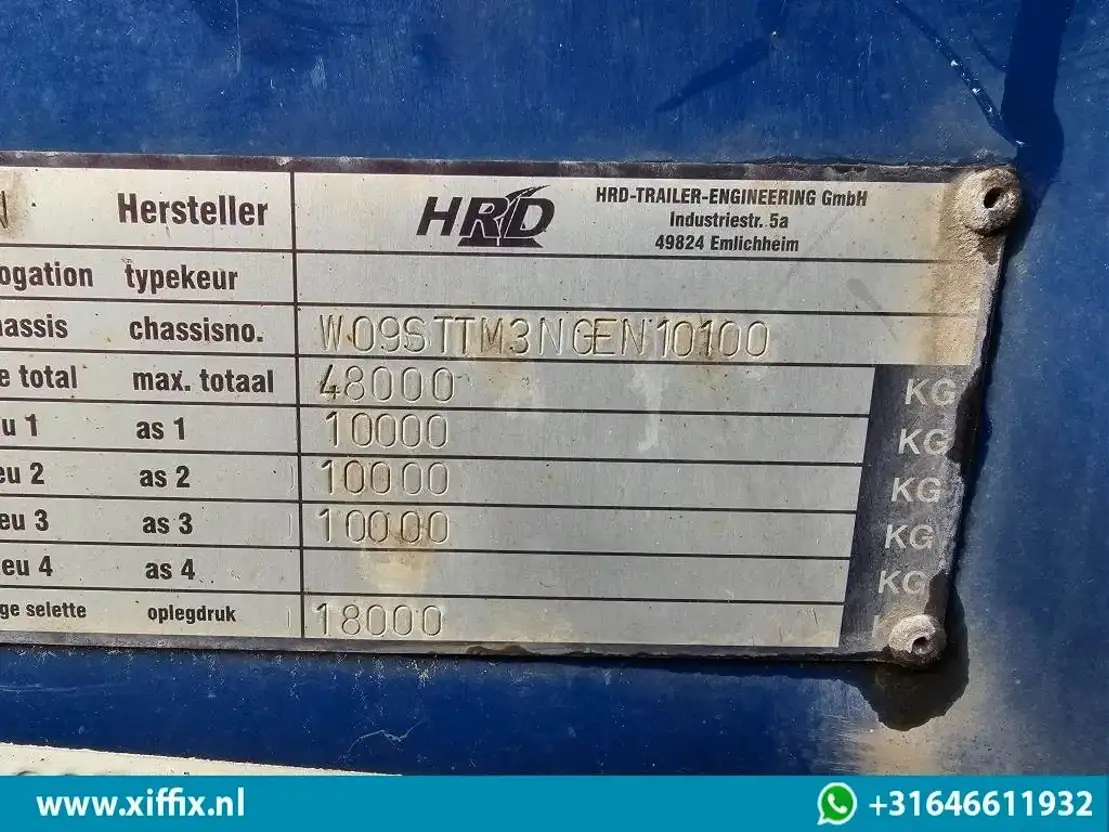 Hersteller HRD HRD-TRAILER-ENGINEERING GmbH
Industriestr. 5a
49824 Emlichheim
ogation typekeur
hassis chassisno. W09STTM3NGEN10100
e total max. totaal 48000 KG
u 1 as 1 10000 KG
eu 2 as 2 10000 KG
eu 3 as 3 10000 KG
eu 4 as 4 KG
ge selette oplegdruk 18000
www.xiffix.nl +31646611932